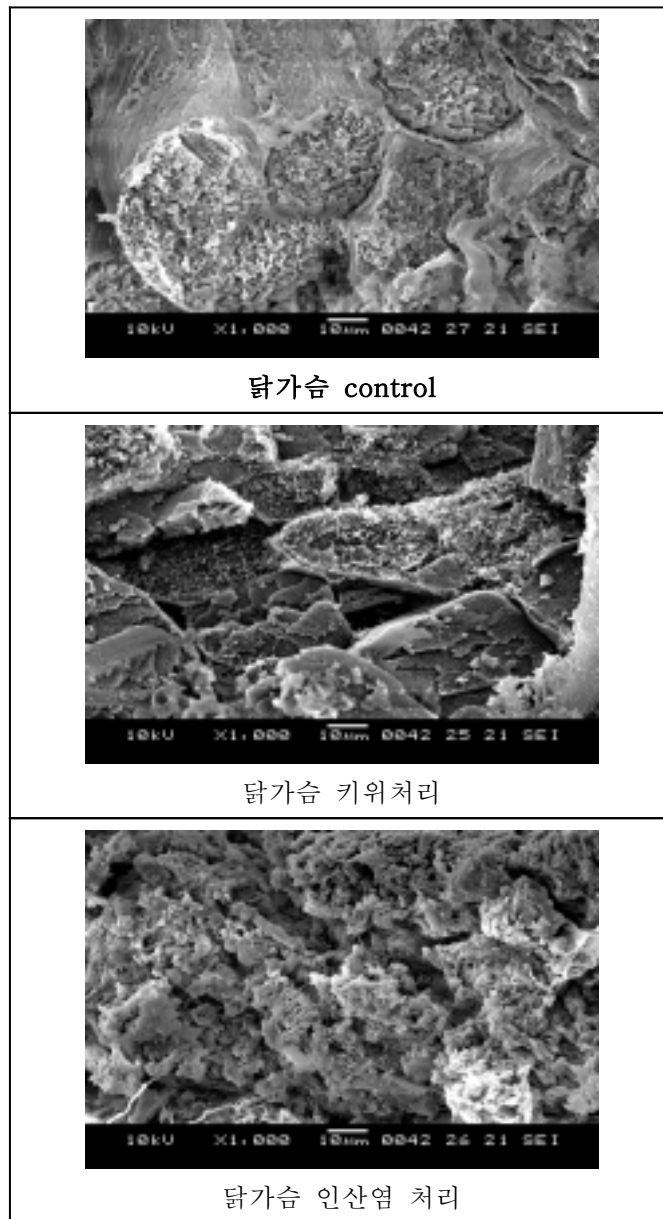 10kU X1,000 10μm 0042 27 21 SEI
닭가슴 control
10kU X1,000 10μm 0042 25 21 SEI
닭가슴 키위처리
10kU X1,000 10μm 0042 26 21 SEI
닭가슴 인산염 처리